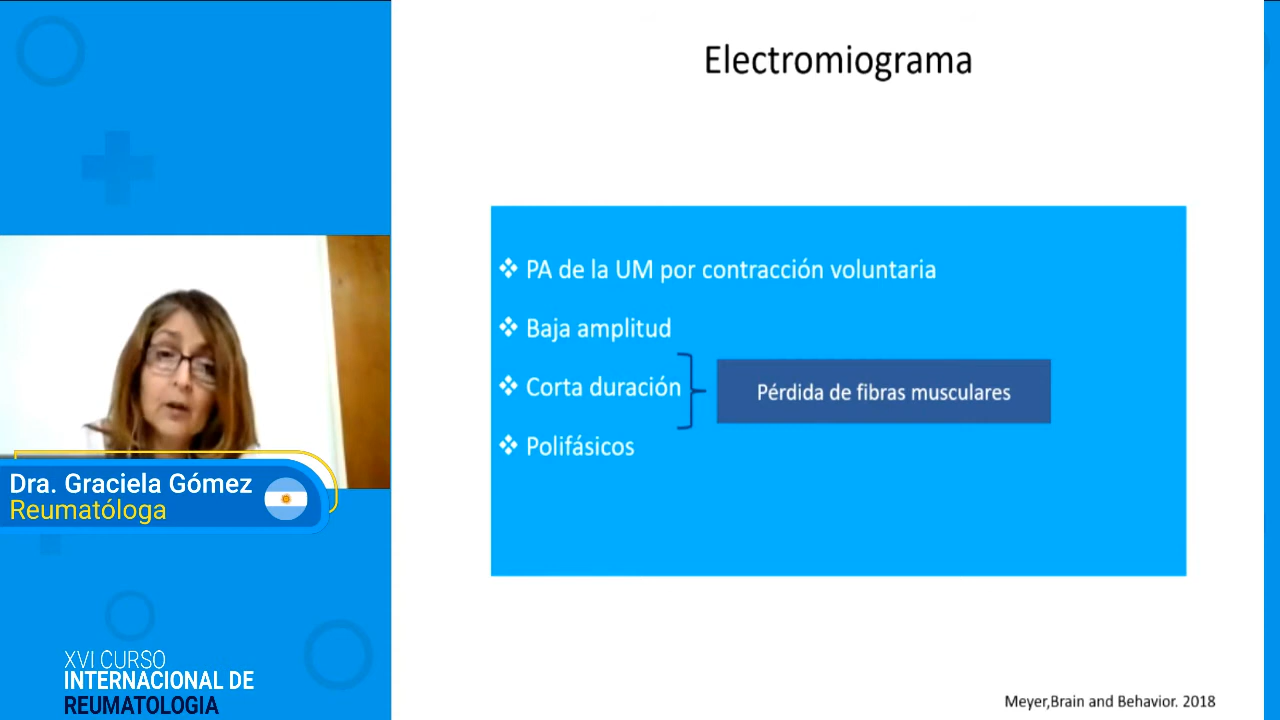 Electromiograma
❖ PA de la UM por contracción voluntaria
❖ Baja amplitud
❖ Corta duración
Pérdida de fibras musculares
❖ Polifásicos
Meyer,Brain and Behavior. 2018
Dra. Graciela Gómez
Reumatóloga
XVI CURSO
INTERNACIONAL DE
REUMATOLOGIA